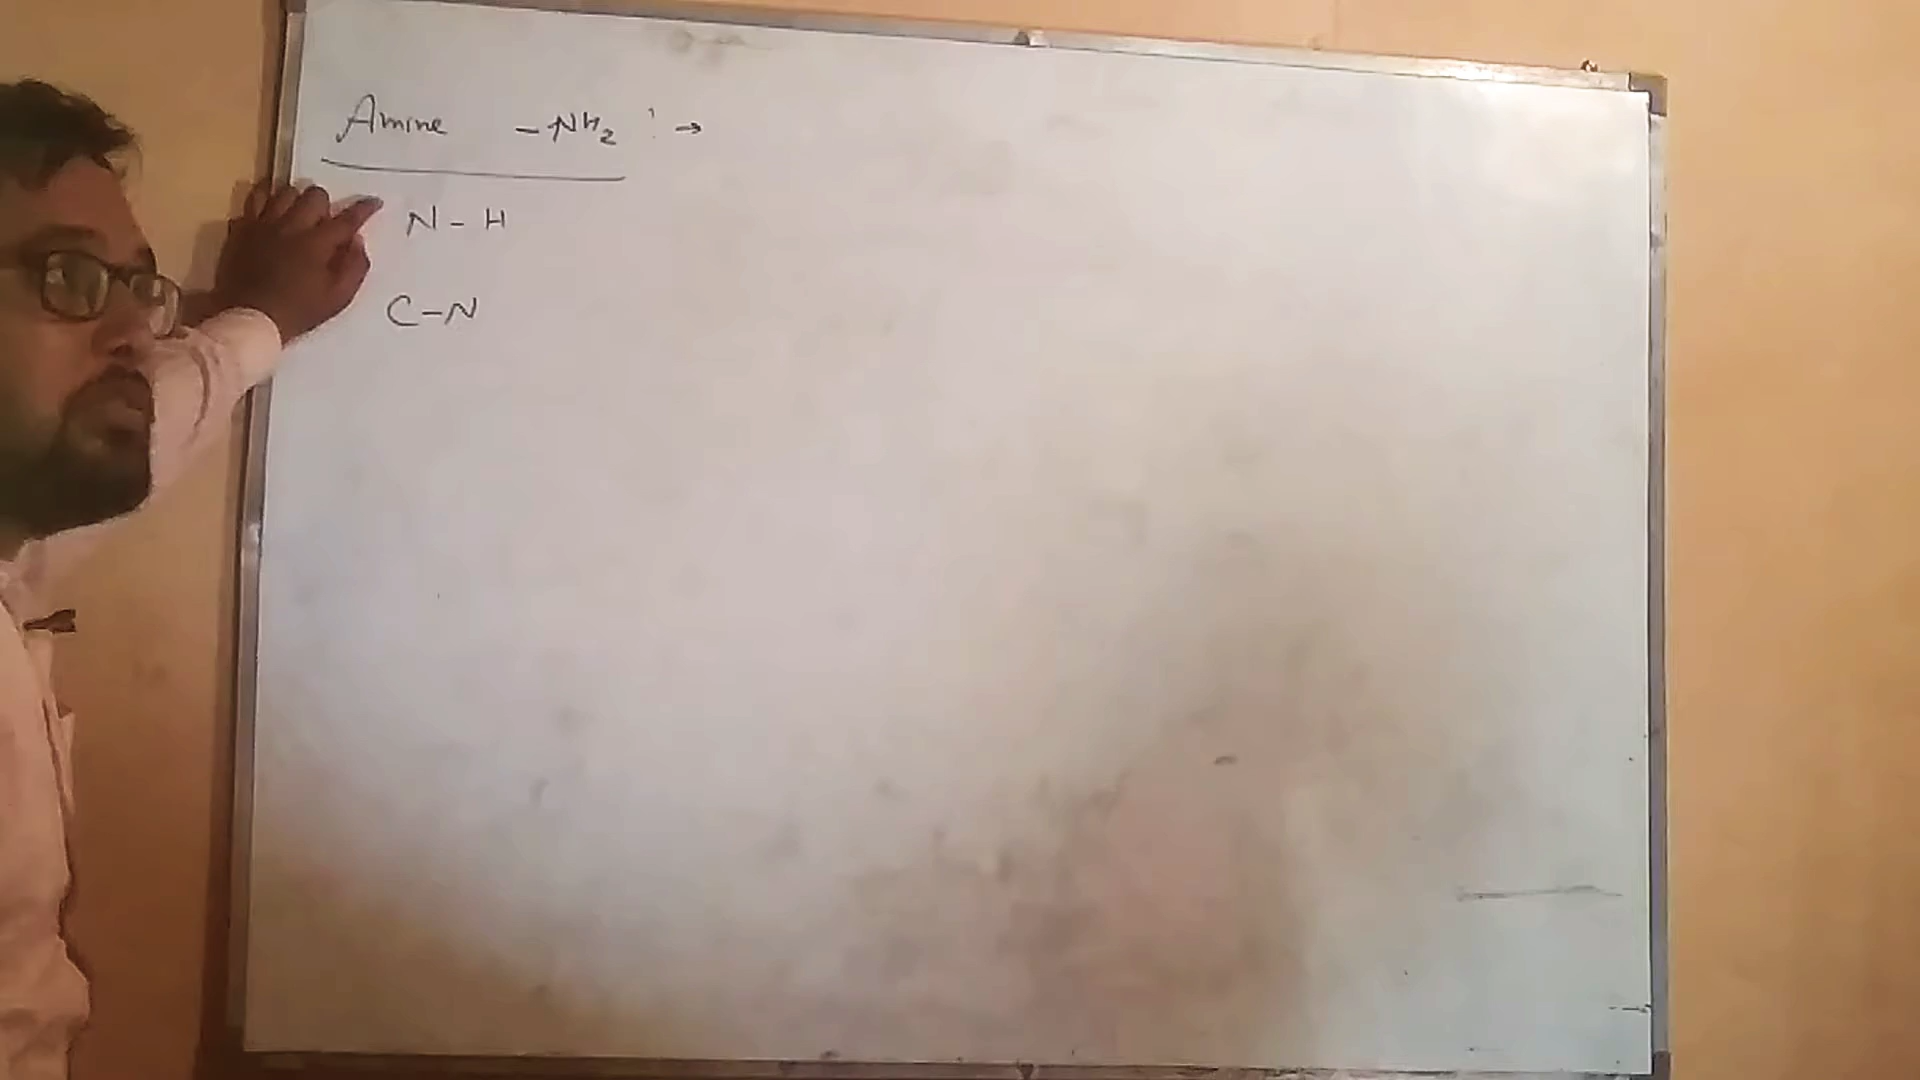 Amine -NH₂ : →
N - H
C-N